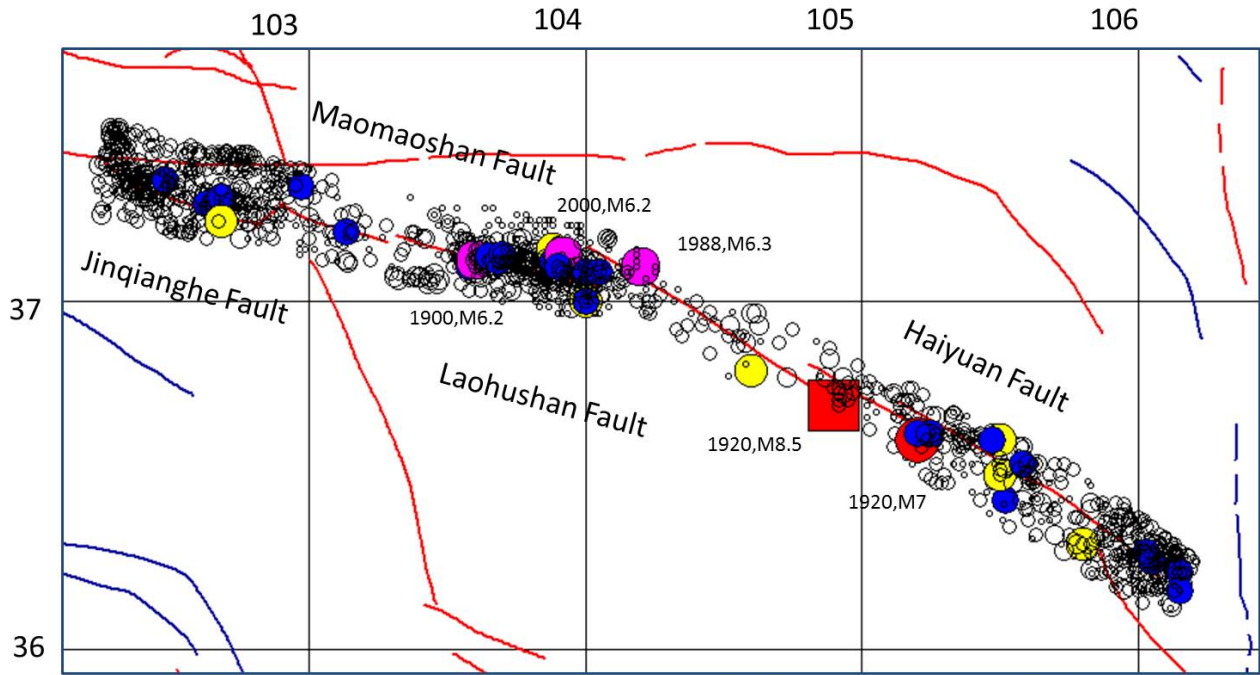 103 104 105 106
Maomaoshan Fault
2000,M6.2
1988,M6.3
Jinqianghe Fault
37
1900,M6.2
Haiyuan Fault
Laohushan Fault
1920,M8.5
1920,M7
36